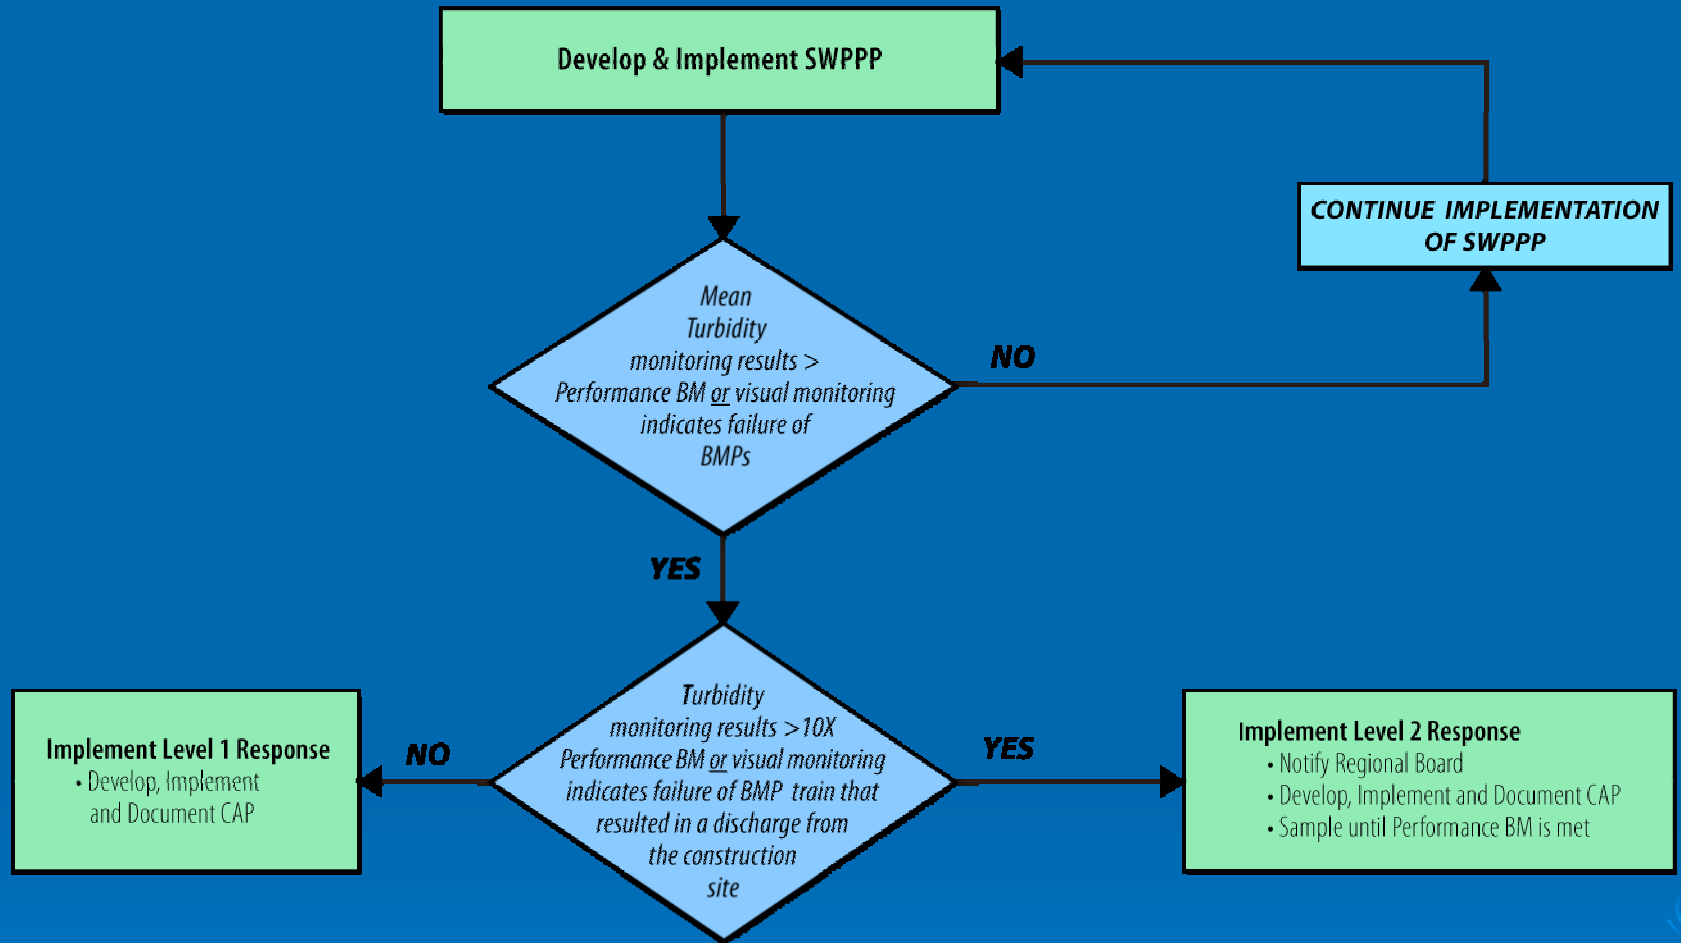 Develop & Implement SWPPP
CONTINUE IMPLEMENTATION
OF SWPPP
Mean
Turbidity
monitoring results >
Performance BM or visual monitoring
indicates failure of
BMPs
NO
YES
Turbidity
monitoring results >10X
Performance BM or visual monitoring
indicates failure of BMP train that
resulted in a discharge from
the construction
site
NO
Implement Level 1 Response
• Develop, Implement
and Document CAP
YES
Implement Level 2 Response
• Notify Regional Board
• Develop, Implement and Document CAP
• Sample until Performance BM is met